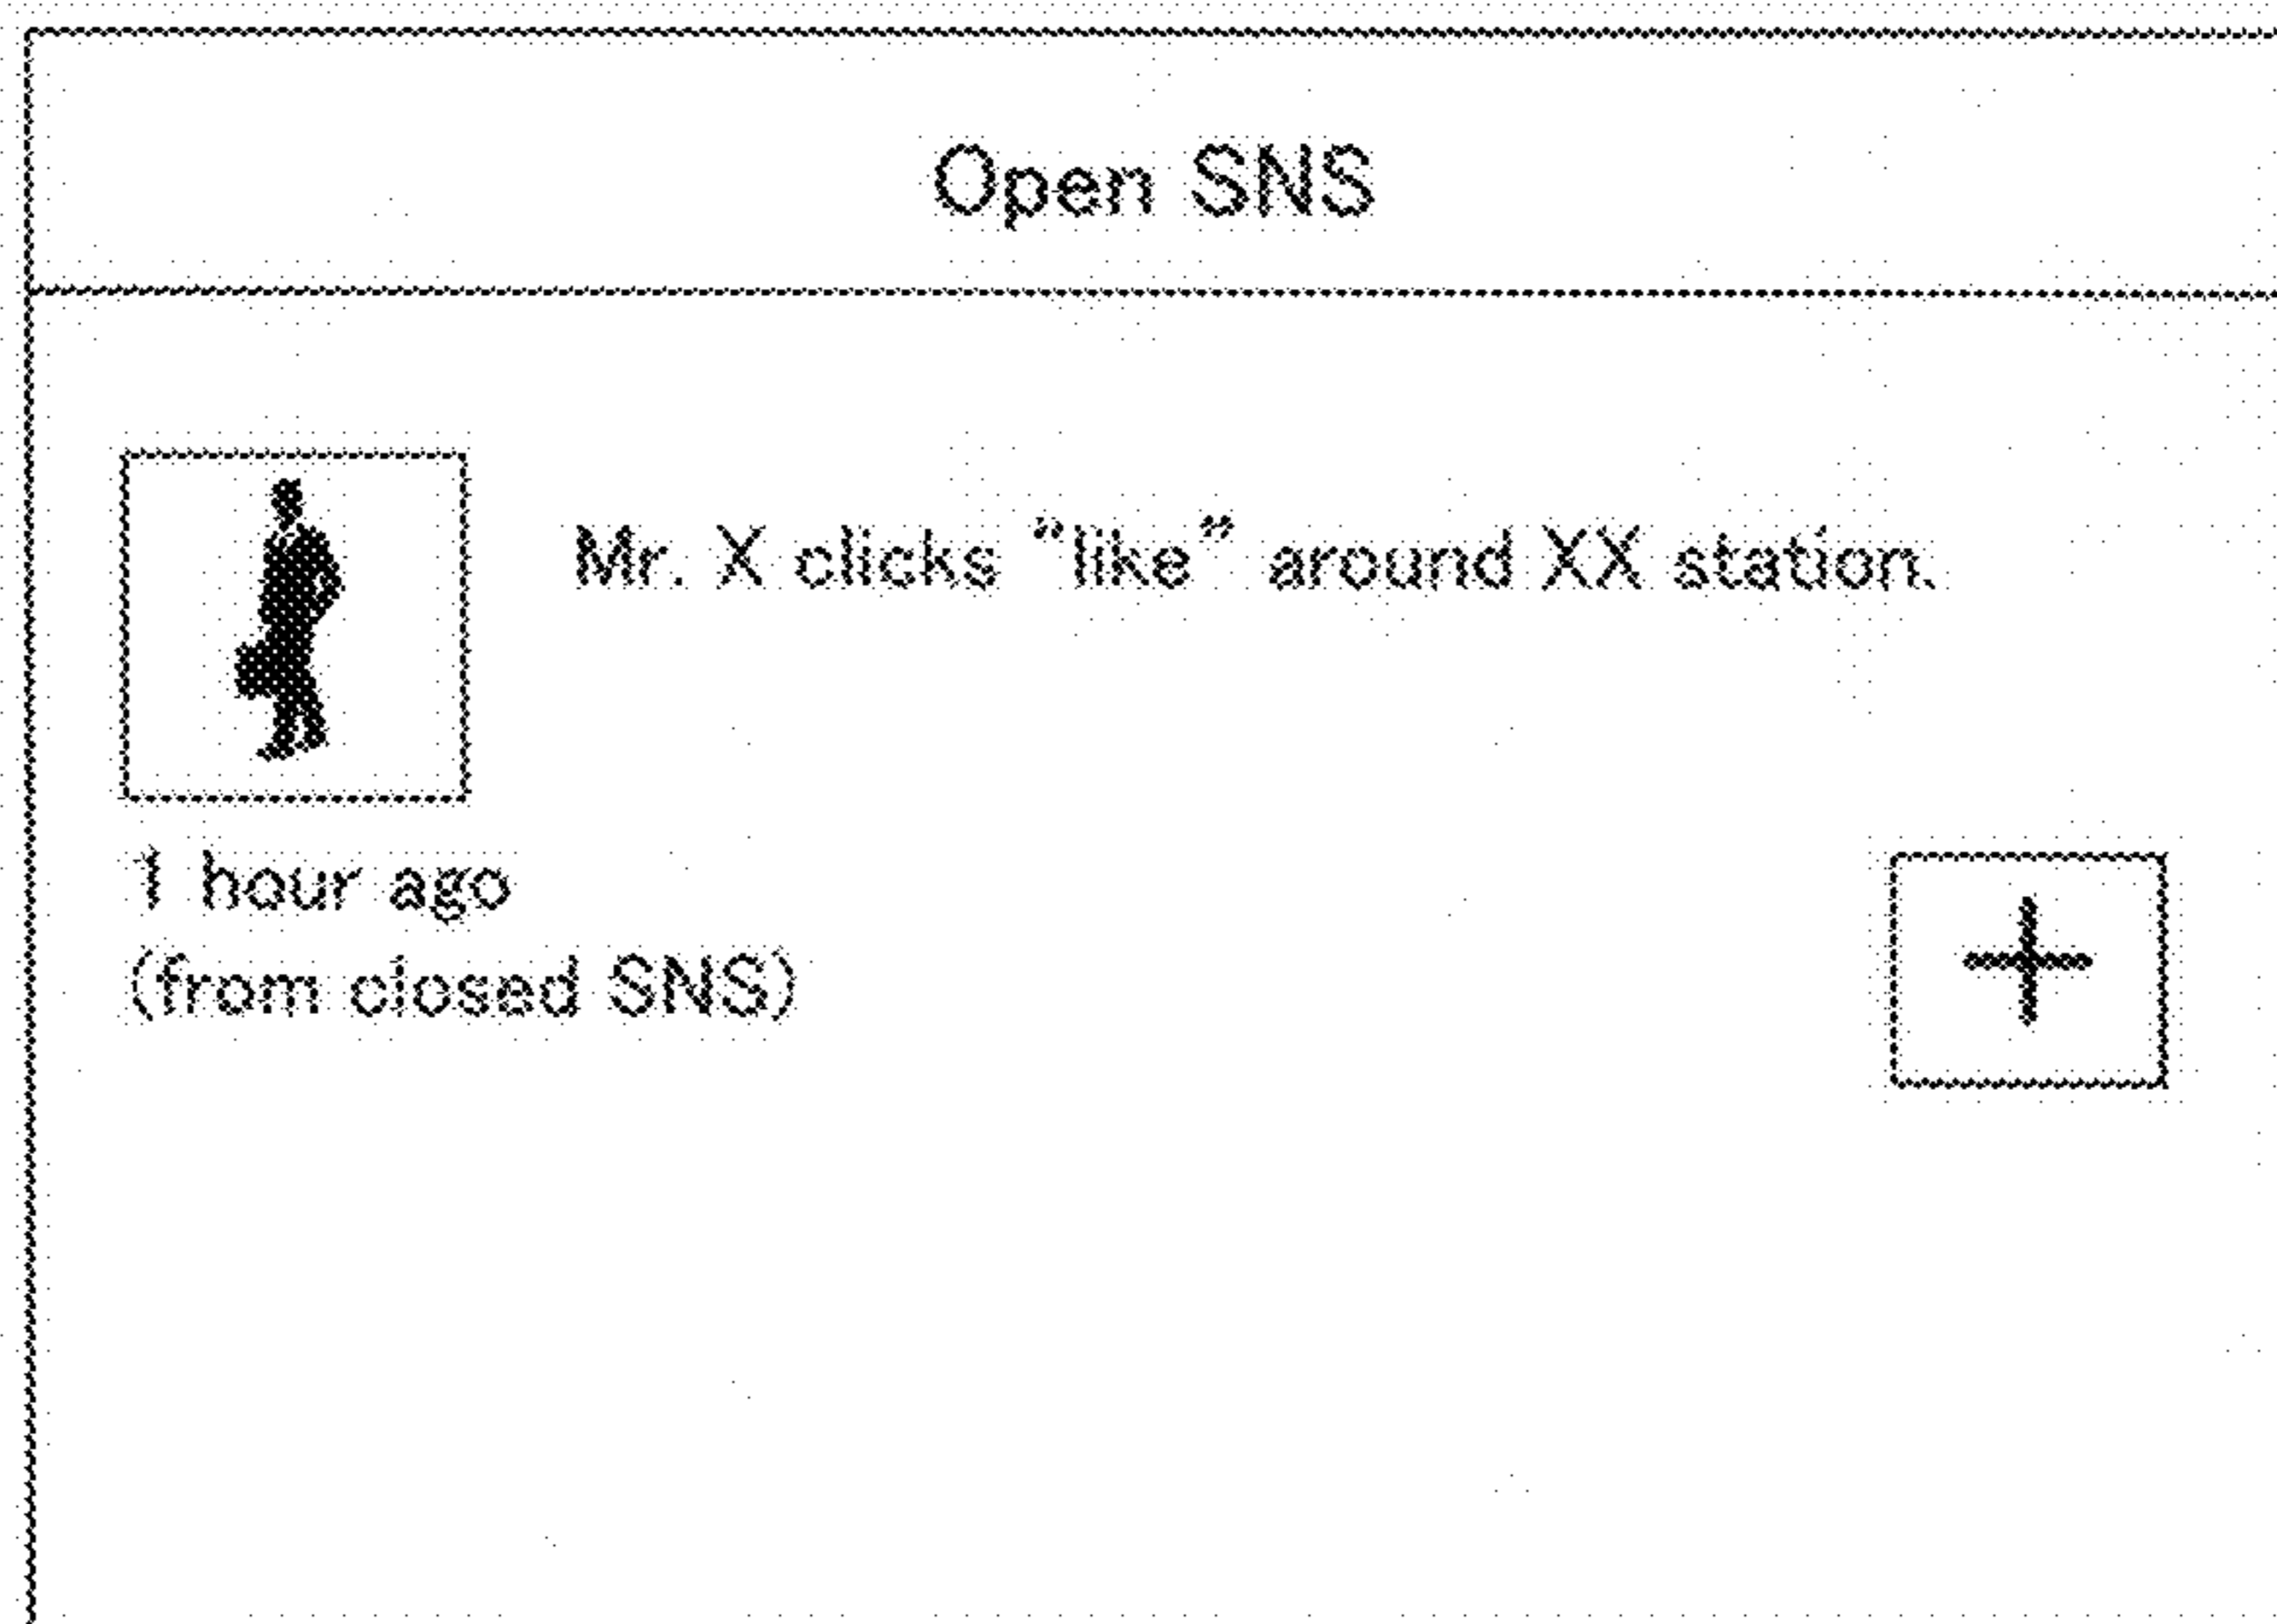 Open SNS
Mr. X clicks "like" around XX station.
1 hour ago
(from closed SNS)
+